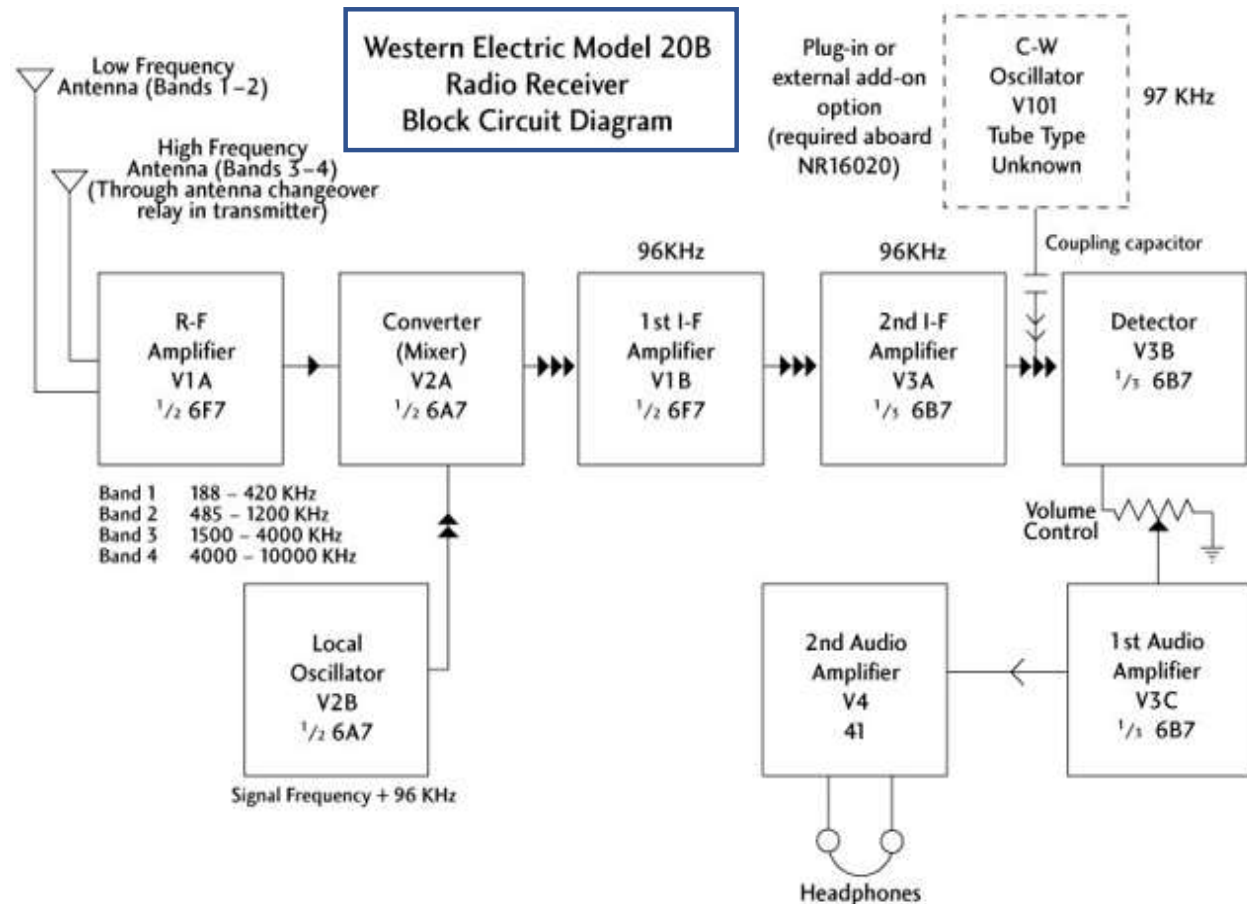 Western Electric Model 20B
Radio Receiver
Block Circuit Diagram
Low Frequency
Antenna (Bands 1–2)
High Frequency
Antenna (Bands 3–4)
(Through antenna changeover
relay in transmitter)
Plug-in or
external add-on
option
(required aboard
NR16020)
C-W
Oscillator
V101
Tube Type
Unknown
97 KHz
Coupling capacitor
96KHz
96KHz
R-F
Amplifier
V1A
1/2 6F7
Converter
(Mixer)
V2A
1/2 6A7
1st I-F
Amplifier
V1B
1/2 6F7
2nd I-F
Amplifier
V3A
1/3 6B7
Detector
V3B
1/3 6B7
Band 1 188 – 420 KHz
Band 2 485 – 1200 KHz
Band 3 1500 – 4000 KHz
Band 4 4000 – 10000 KHz
Volume
Control
Local
Oscillator
V2B
1/2 6A7
Signal Frequency + 96 KHz
2nd Audio
Amplifier
V4
41
1st Audio
Amplifier
V3C
1/3 6B7
Headphones